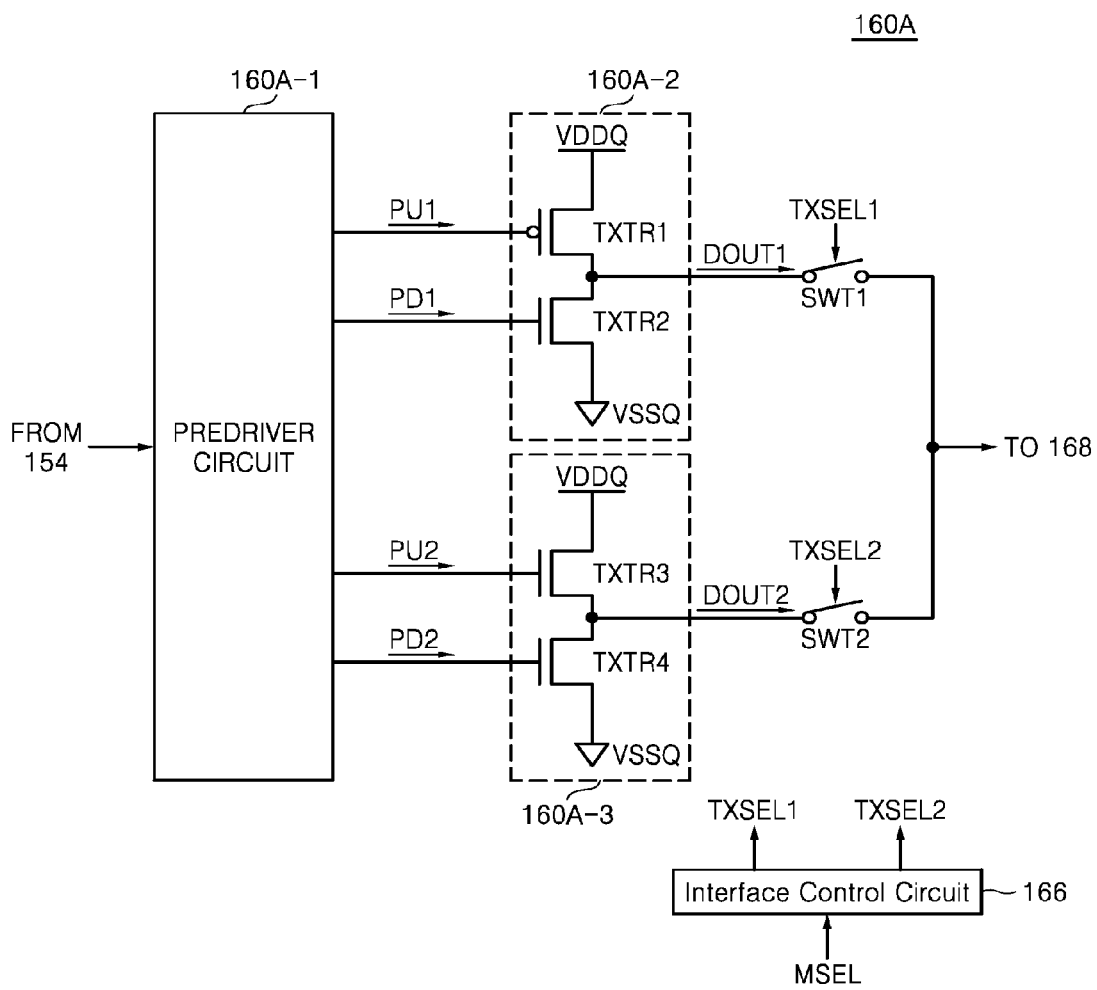 160A
160A-1
160A-2
VDDQ
PU1
TXTR1
TXSEL1
DOUT1
SWT1
PD1
TXTR2
VSSQ
FROM
154
PREDRIVER
CIRCUIT
TO 168
VDDQ
PU2
TXTR3
TXSEL2
DOUT2
SWT2
PD2
TXTR4
VSSQ
160A-3
TXSEL1
TXSEL2
Interface Control Circuit
166
MSEL